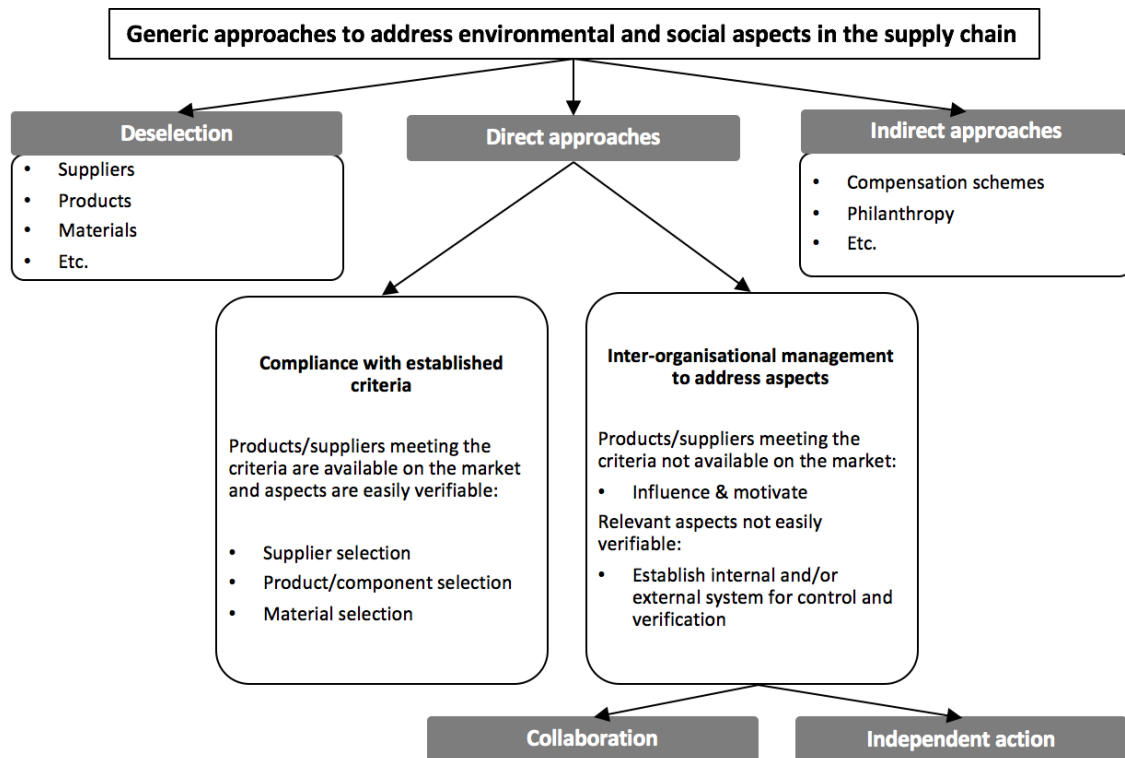 Generic approaches to address environmental and social aspects in the supply chain
Deselection
• Suppliers
• Products
• Materials
• Etc.
Direct approaches
Indirect approaches
• Compensation schemes
• Philanthropy
• Etc.
Compliance with established
criteria
Products/suppliers meeting the
criteria are available on the market
and aspects are easily verifiable:
• Supplier selection
• Product/component selection
• Material selection
Inter-organisational management
to address aspects
Products/suppliers meeting the
criteria not available on the market:
• Influence & motivate
Relevant aspects not easily
verifiable:
• Establish internal and/or
external system for control and
verification
Collaboration
Independent action